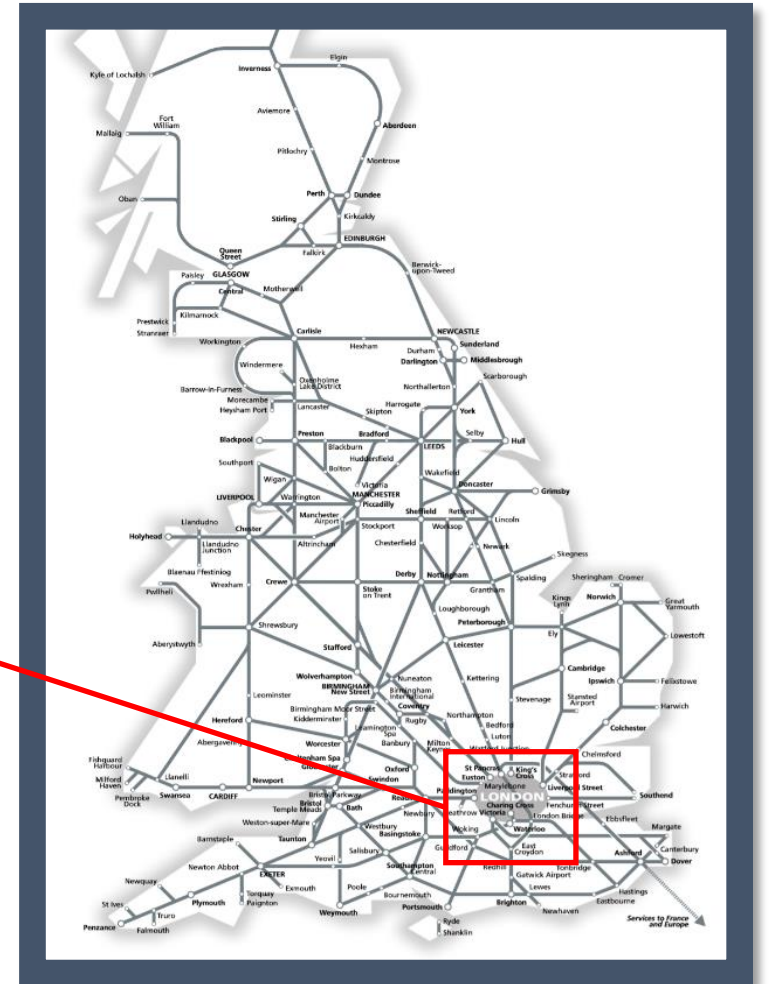 Elgin
Inverness
Kyle of Lochalsh
Aviemore
Fort
William
Mallaig
Aberdeen
Pitlochry
Montrose
Perth
Dundee
Oban
Stirling
Kirkcaldy
EDINBURGH
Queen
Street
Falkirk
Berwick-
upon-Tweed
Paisley
GLASGOW
Central
Motherwell
Kilmarnock
Prestwick
Stranraer
Carlisle
NEWCASTLE
Workington
Hexham
Sunderland
Durham
Darlington
Middlesbrough
Windermere
Scarborough
Oxenholme
Lake District
Barrow-in-Furness
Northallerton
Morecambe
Heysham Port
Lancaster
Harrogate
York
Skipton
Blackpool
Preston
Bradford
Selby
Hull
Blackburn
LEEDS
Huddersfield
Southport
Bolton
Wakefield
Wigan
Victoria
MANCHESTER
Piccadilly
Doncaster
Grimsby
LIVERPOOL
Warrington
Manchester
Airport
Sheffield
Retford
Lincoln
Llandudno
Stockport
Worksop
Holyhead
Chester
Llandudno
Junction
Altrincham
Chesterfield
Newark
Skegness
Blaenau Ffestiniog
Wrexham
Crewe
Derby
Nottingham
Spalding
Sheringham
Cromer
Pwllheli
Stoke
on Trent
Grantham
Kings
Lynn
Norwich
Great
Yarmouth
Loughborough
Shrewsbury
Peterborough
Ely
Lowestoft
Aberystwyth
Stafford
Leicester
Cambridge
Wolverhampton
Nuneaton
Kettering
Ipswich
Felixstowe
BIRMINGHAM
New Street
Birmingham
International
Leominster
Birmingham Moor Street
Coventry
Stevenage
Stansted
Airport
Harwich
Kidderminster
Rugby
Northampton
Hereford
Leamington
Spa
Bedford
Colchester
Abergavenny
Worcester
Banbury
Milton
Keynes
Luton
Watford Junction
Chelmsford
Cheltenham Spa
Gloucester
Oxford
St Pancras
King's
Cross
Fishguard
Harbour
Euston
Stratford
Swindon
Milford
Haven
Llanelli
Newport
Paddington
Marylebone
Liverpool Street
Pembroke
Dock
Swansea
CARDIFF
Bristol Parkway
Reading
LONDON
Fenchurch Street
Southend
Bristol
Temple Meads
Bath
Charing Cross
Newbury
Heathrow
Victoria
London Bridge
Ebbsfleet
Weston-super-Mare
Westbury
Basingstoke
Woking
Waterloo
Margate
Barnstaple
Taunton
Guildford
East
Croydon
Canterbury
Salisbury
Ashford
Dover
Newton Abbot
Yeovil
Redhill
Tonbridge
EXETER
Southampton
Central
Gatwick Airport
Newquay
Exmouth
Poole
Lewes
Hastings
Torquay
Paignton
Bournemouth
Eastbourne
St Ives
Plymouth
Portsmouth
Brighton
Newhaven
Truro
Weymouth
Penzance
Falmouth
Ryde
Shanklin
Services to France
and Europe